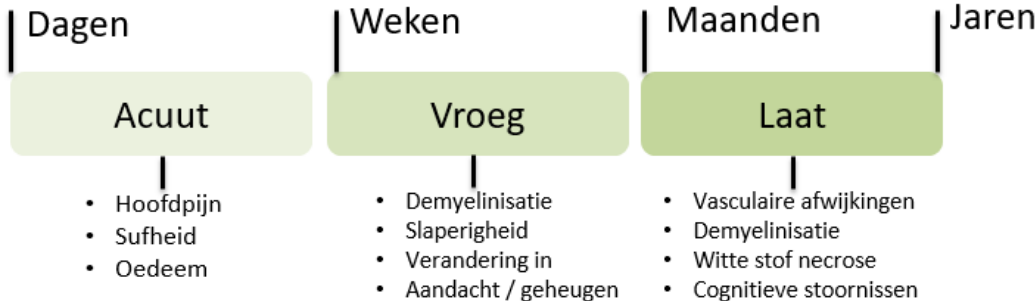 Dagen
Weken
Maanden
Jaren
Acuut
Vroeg
Laat
• Hoofdpijn
• Sufheid
• Oedeem
• Demyelinisatie
• Slaperigheid
• Verandering in
• Aandacht / geheugen
• Vasculaire afwijkingen
• Demyelinisatie
• Witte stof necrose
• Cognitieve stoornissen